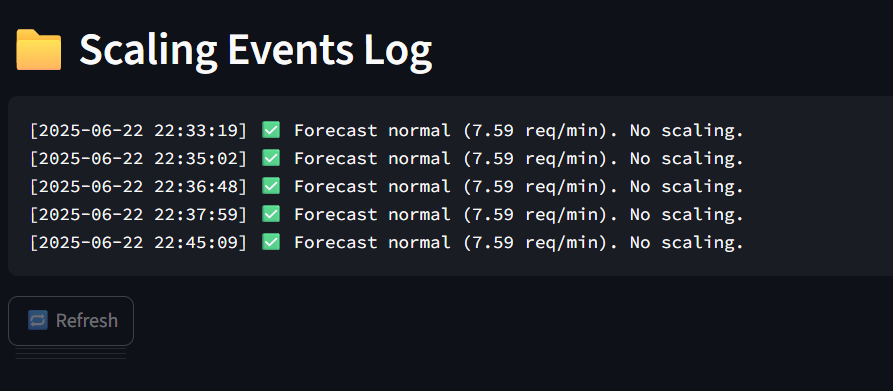 Scaling Events Log
[2025-06-22 22:33:19] ✅ Forecast normal (7.59 req/min). No scaling.
[2025-06-22 22:35:02] ✅ Forecast normal (7.59 req/min). No scaling.
[2025-06-22 22:36:48] ✅ Forecast normal (7.59 req/min). No scaling.
[2025-06-22 22:37:59] ✅ Forecast normal (7.59 req/min). No scaling.
[2025-06-22 22:45:09] ✅ Forecast normal (7.59 req/min). No scaling.
Refresh